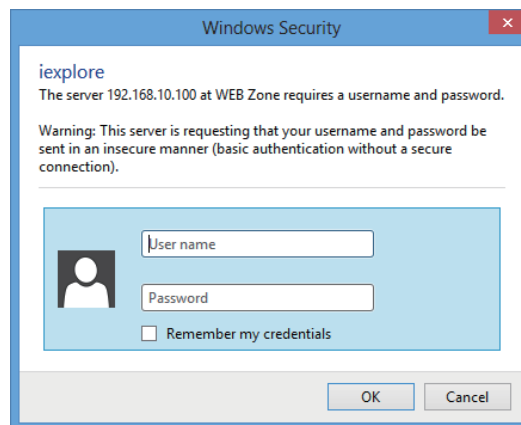 Windows Security
iexplore
The server 192.168.10.100 at WEB Zone requires a username and password.
Warning: This server is requesting that your username and password be
sent in an insecure manner (basic authentication without a secure
connection).
User name
Password
Remember my credentials
OK Cancel